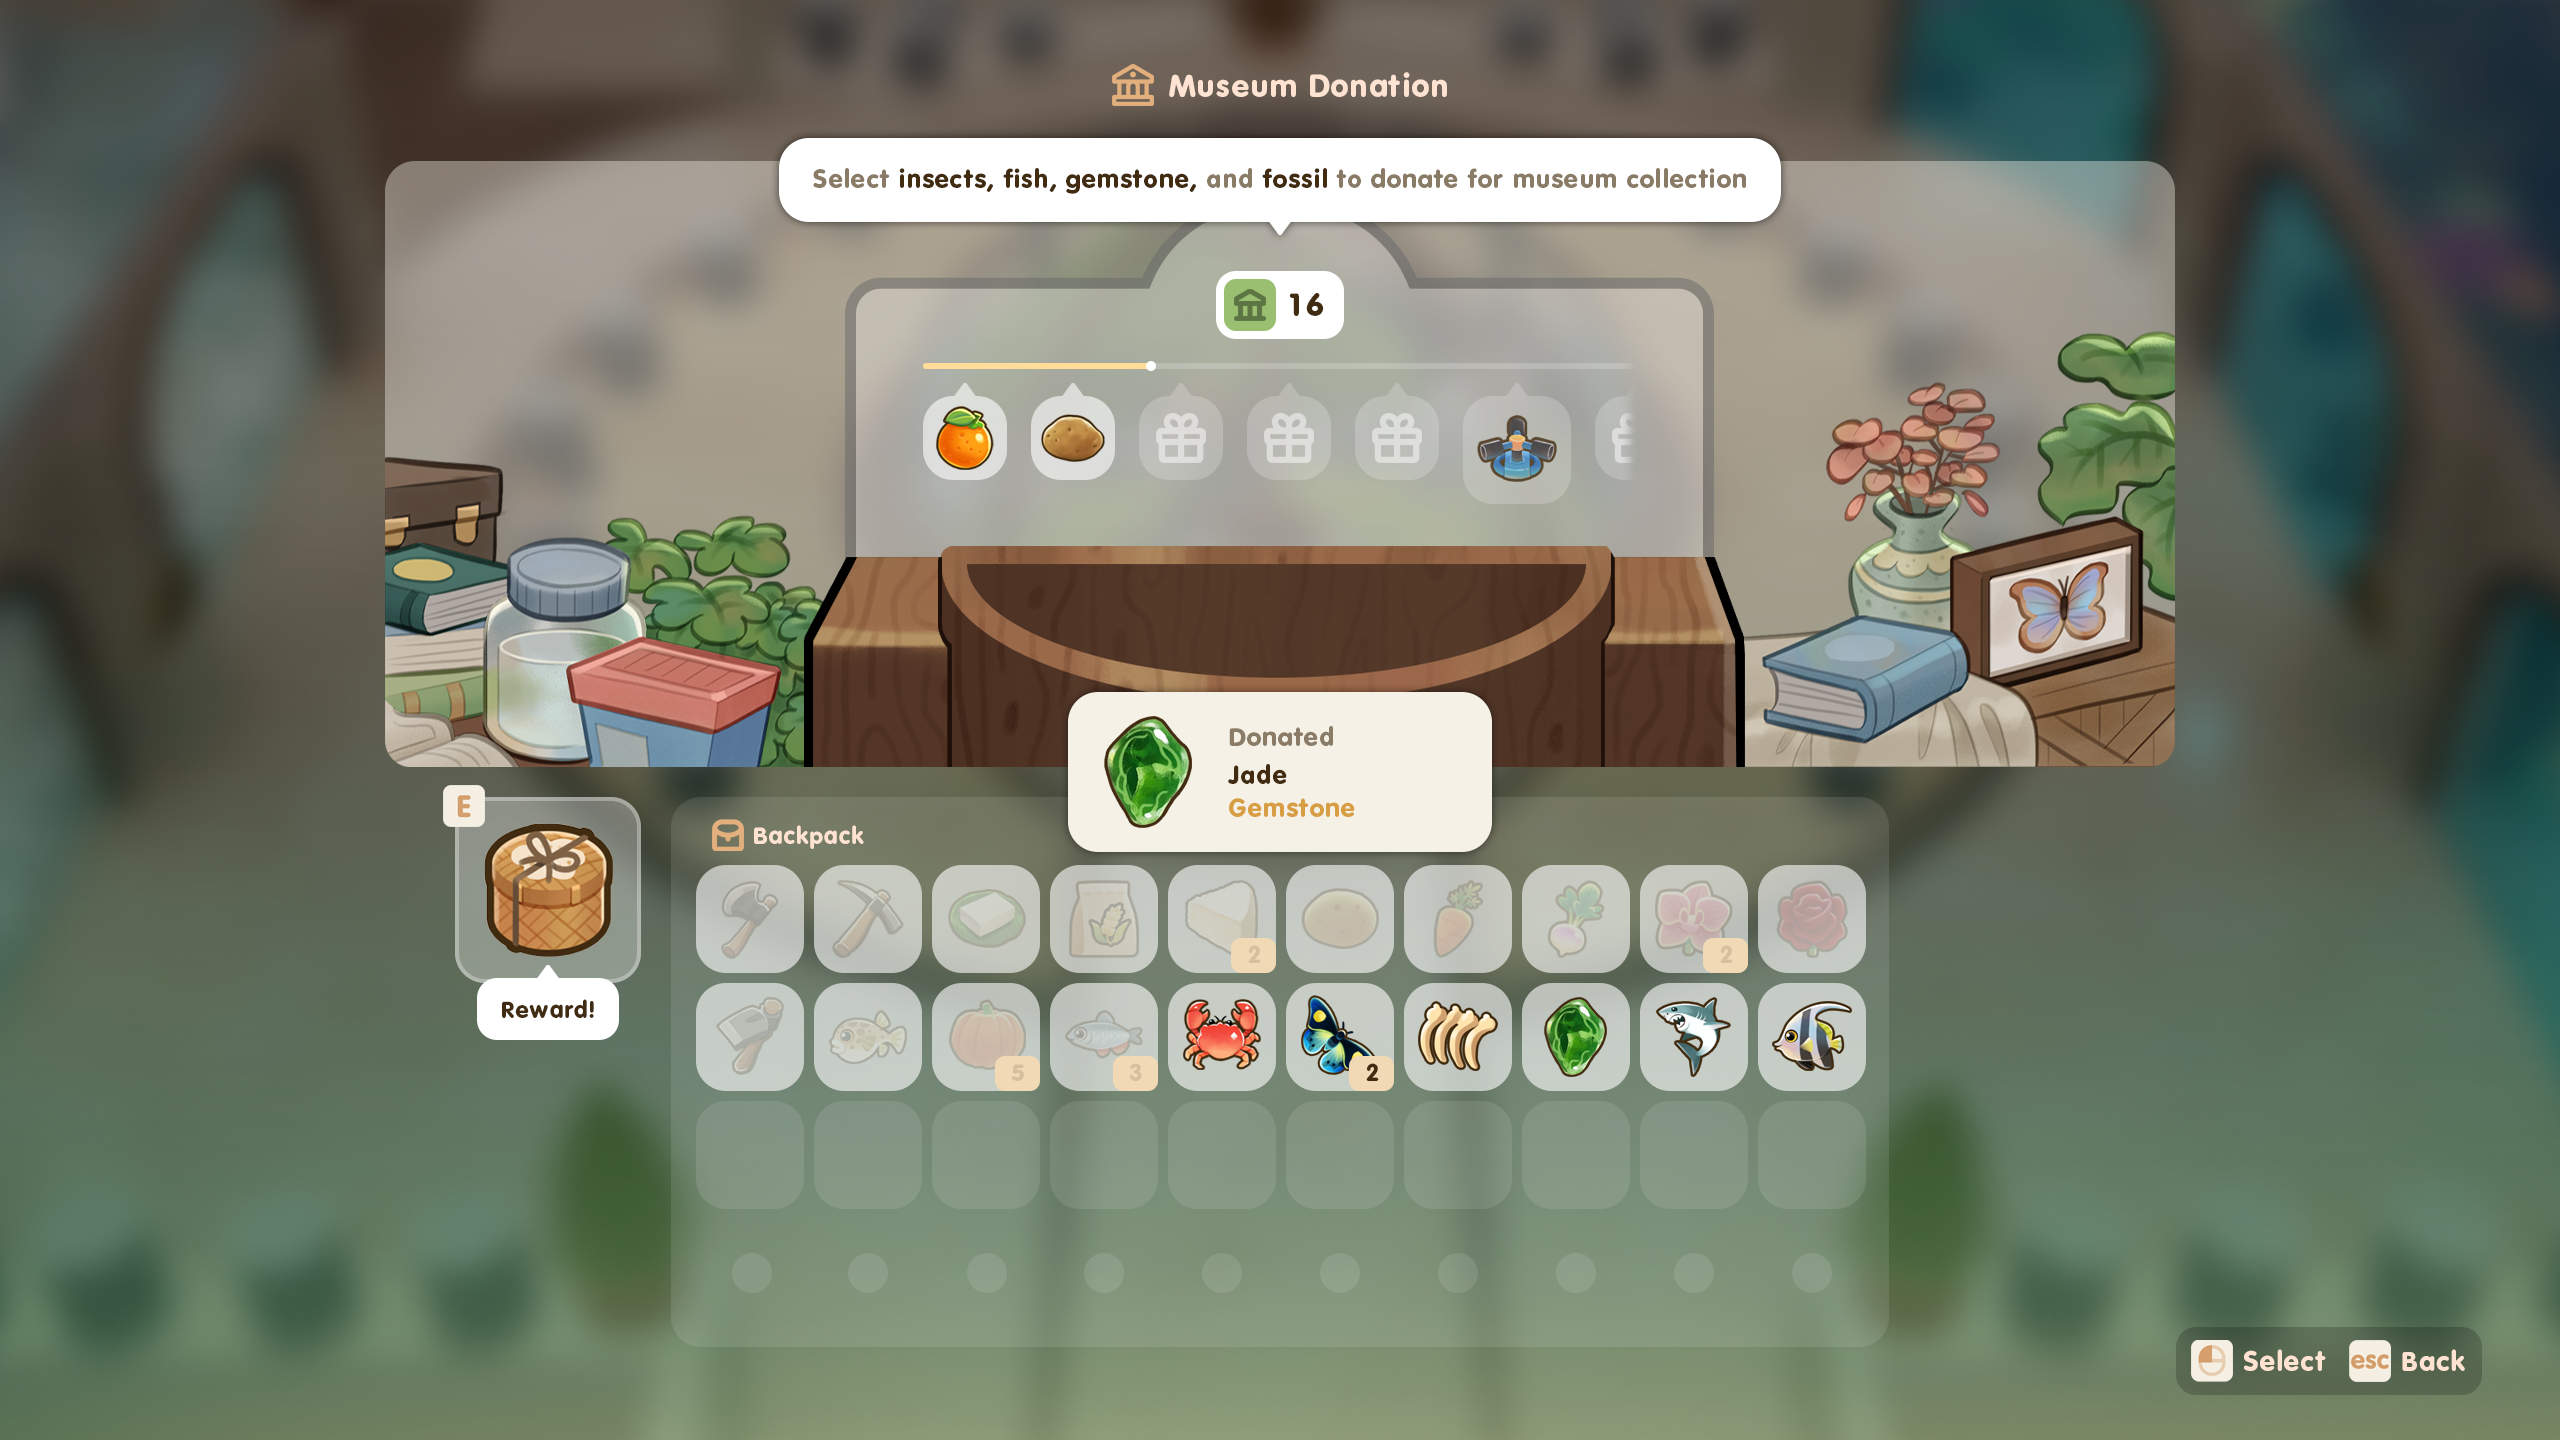 Museum Donation
Select insects, fish, gemstone, and fossil to donate for museum collection
16
Donated
Jade
Gemstone
E
Backpack
Reward!
2
2
5
3
2
Select
esc Back